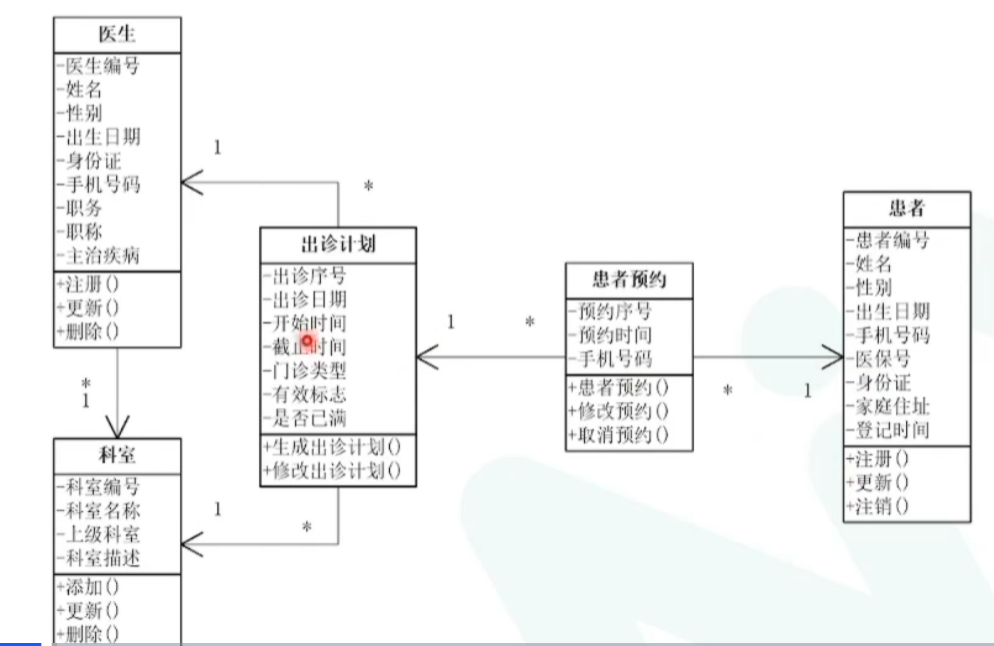 医生
-医生编号
-姓名
-性别
-出生日期
-身份证
-手机号码
-职务
-职称
-主治疾病
+注册()
+更新()
+删除()
1
*
出诊计划
-出诊序号
-出诊日期
-开始时间
-截止时间
-门诊类型
-有效标志
-是否已满
+生成出诊计划()
+修改出诊计划()
1
*
患者预约
-预约序号
-预约时间
-手机号码
+患者预约()
+修改预约()
+取消预约()
*
1
患者
-患者编号
-姓名
-性别
-出生日期
-手机号码
-医保号
-身份证
-家庭住址
-登记时间
+注册()
+更新()
+注销()
*
1
科室
-科室编号
-科室名称
-上级科室
-科室描述
+添加()
+更新()
+删除()
1
*